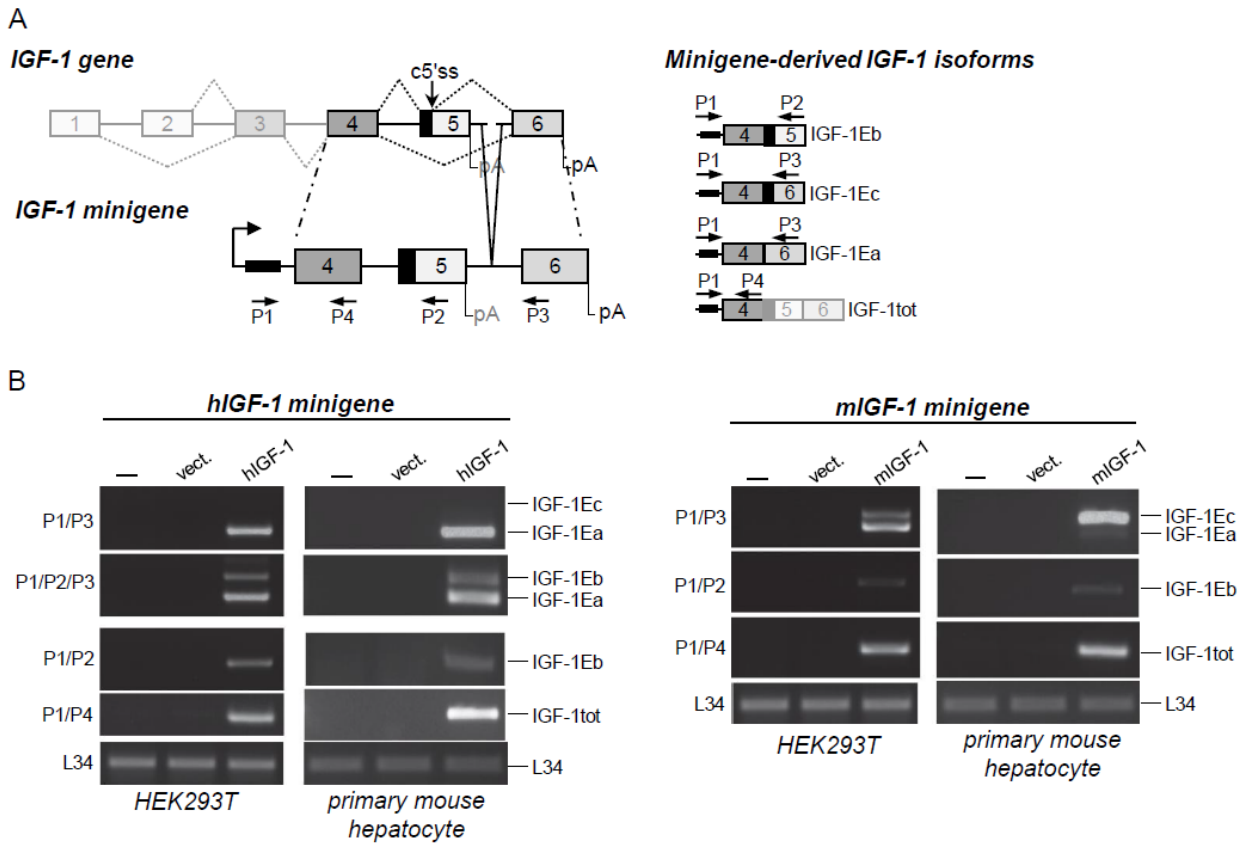 A
IGF-1 gene
c5'ss
1 2 3 4 5 6
pA pA
IGF-1 minigene
4 5 6
P1 P4 P2 pA P3 pA
Minigene-derived IGF-1 isoforms
P1 P2
4 5 IGF-1Eb
P1 P3
4 6 IGF-1Ec
P1 P3
4 6 IGF-1Ea
P1 P4
4 5 6 IGF-1tot
B
hIGF-1 minigene
– vect. hIGF-1 – vect. hIGF-1
P1/P3 IGF-1Ec
IGF-1Ea
P1/P2/P3 IGF-1Eb
IGF-1Ea
P1/P2 IGF-1Eb
P1/P4 IGF-1tot
L34 L34
HEK293T primary mouse
hepatocyte
mIGF-1 minigene
– vect. mIGF-1 – vect. mIGF-1
P1/P3 IGF-1Ec
IGF-1Ea
P1/P2 IGF-1Eb
P1/P4 IGF-1tot
L34 L34
HEK293T primary mouse
hepatocyte